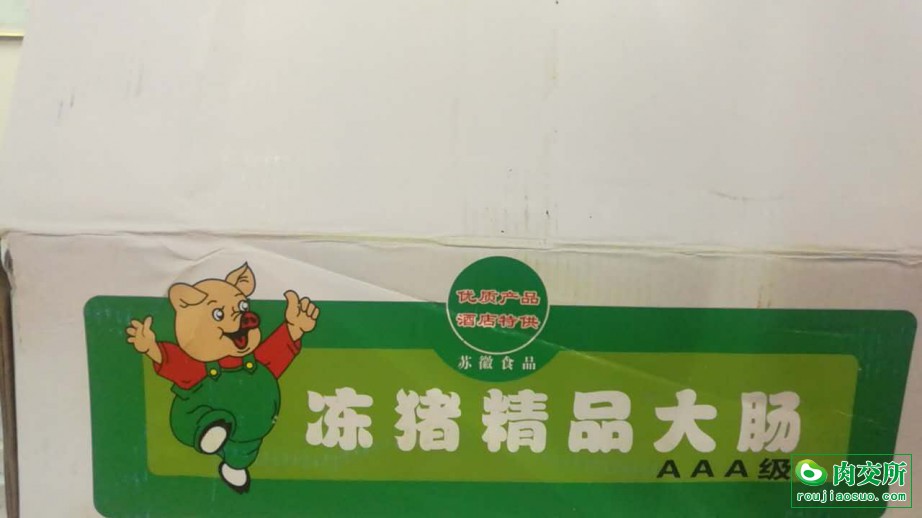 优质产品
酒店特供
苏徽食品
冻猪精品大肠
AAA级
肉交所
roujiaosuo.com